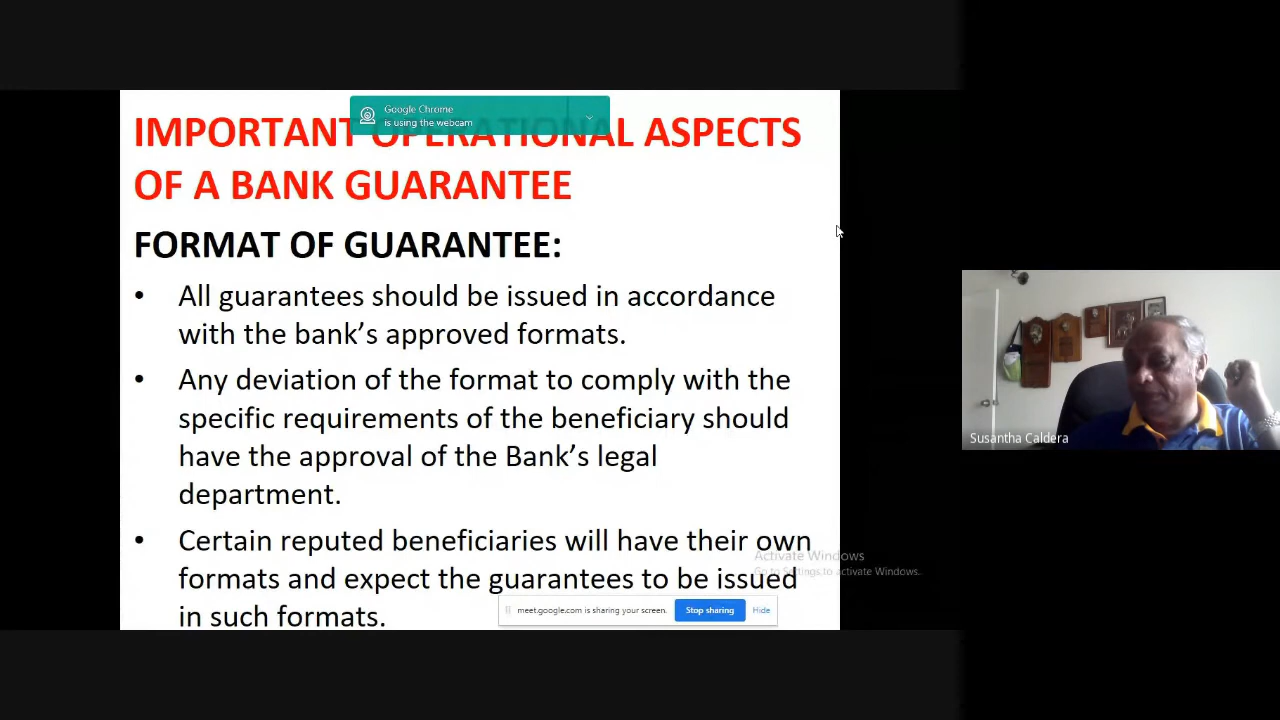 Google Chrome
is using the webcam
IMPORTANT OPERATIONAL ASPECTS
OF A BANK GUARANTEE
FORMAT OF GUARANTEE:
• All guarantees should be issued in accordance
with the bank’s approved formats.
• Any deviation of the format to comply with the
specific requirements of the beneficiary should
have the approval of the Bank’s legal
department.
• Certain reputed beneficiaries will have their own
formats and expect the guarantees to be issued
in such formats.
Activate Windows
Go to Settings to activate Windows.
meet.google.com is sharing your screen.
Stop sharing
Hide
Susantha Caldera